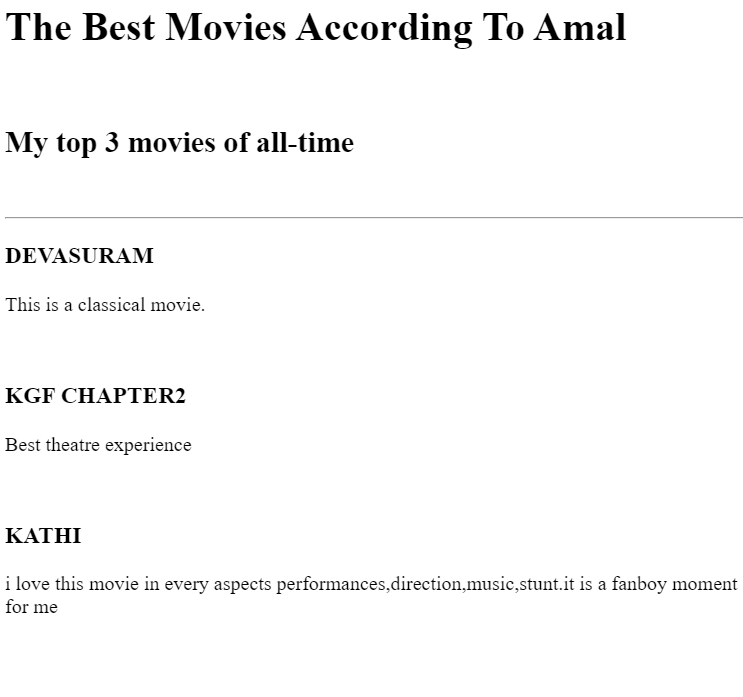 The Best Movies According To Amal
My top 3 movies of all-time
DEVASURAM
This is a classical movie.
KGF CHAPTER2
Best theatre experience
KATHI
i love this movie in every aspects performances,direction,music,stunt.it is a fanboy moment
for me